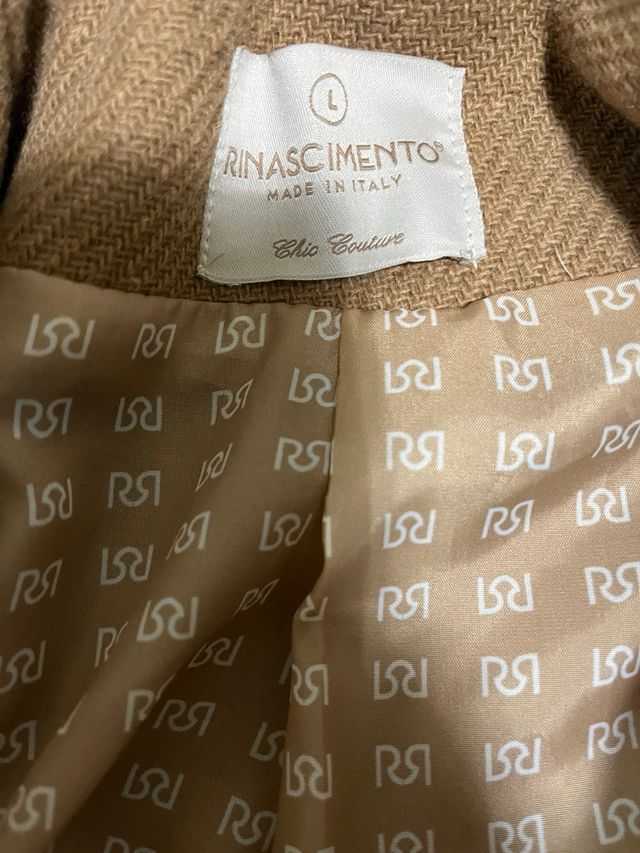 L
RINASCIMENTO®
MADE IN ITALY
Chic Couture